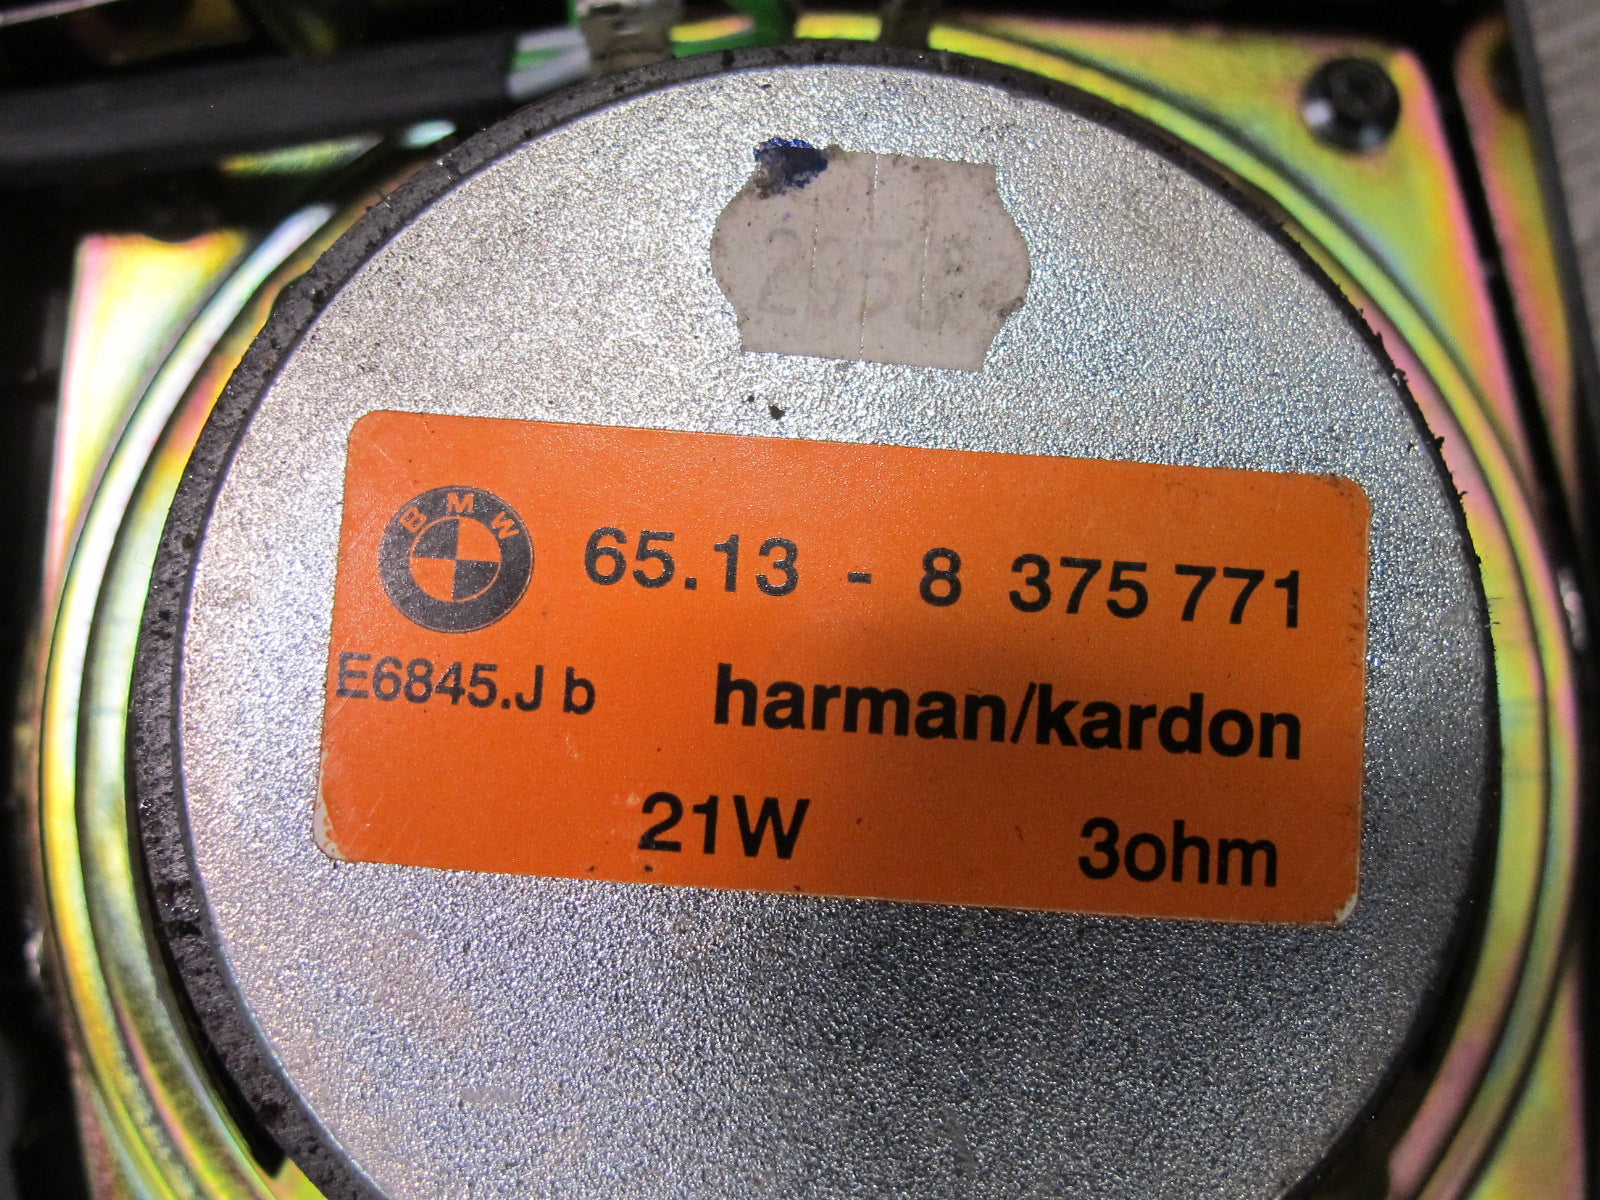 BMW
65.13 - 8 375 771
E6845.J b
harman/kardon
21W
3ohm